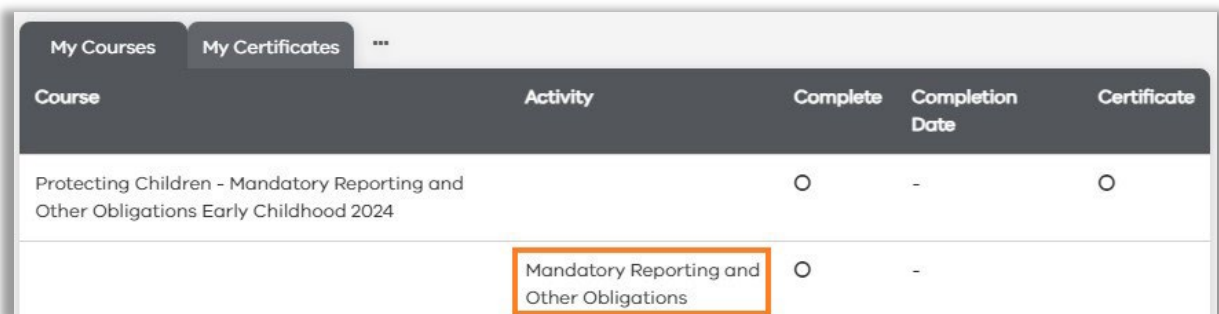 My Courses My Certificates ...
Course Activity Complete Completion Date Certificate
Protecting Children - Mandatory Reporting and
Other Obligations Early Childhood 2024
-
Mandatory Reporting and
Other Obligations
-